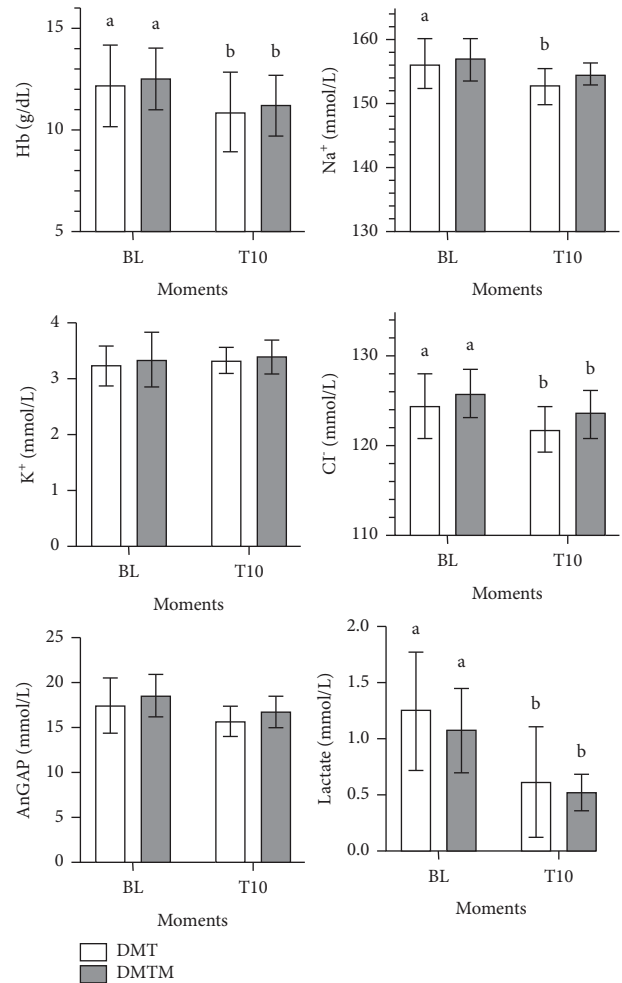 15
10
5
Hb (g/dL)
a
a
b
b
BL
T10
Moments
160
150
140
130
Na⁺ (mmol/L)
a
b
BL
T10
Moments
4
3
2
1
0
K⁺ (mmol/L)
BL
T10
Moments
130
120
110
CI⁻ (mmol/L)
a
a
b
b
BL
T10
Moments
25
20
15
10
5
0
AnGAP (mmol/L)
BL
T10
Moments
2.0
1.5
1.0
0.5
0.0
Lactate (mmol/L)
a
a
b
b
BL
T10
Moments
DMT
DMTM